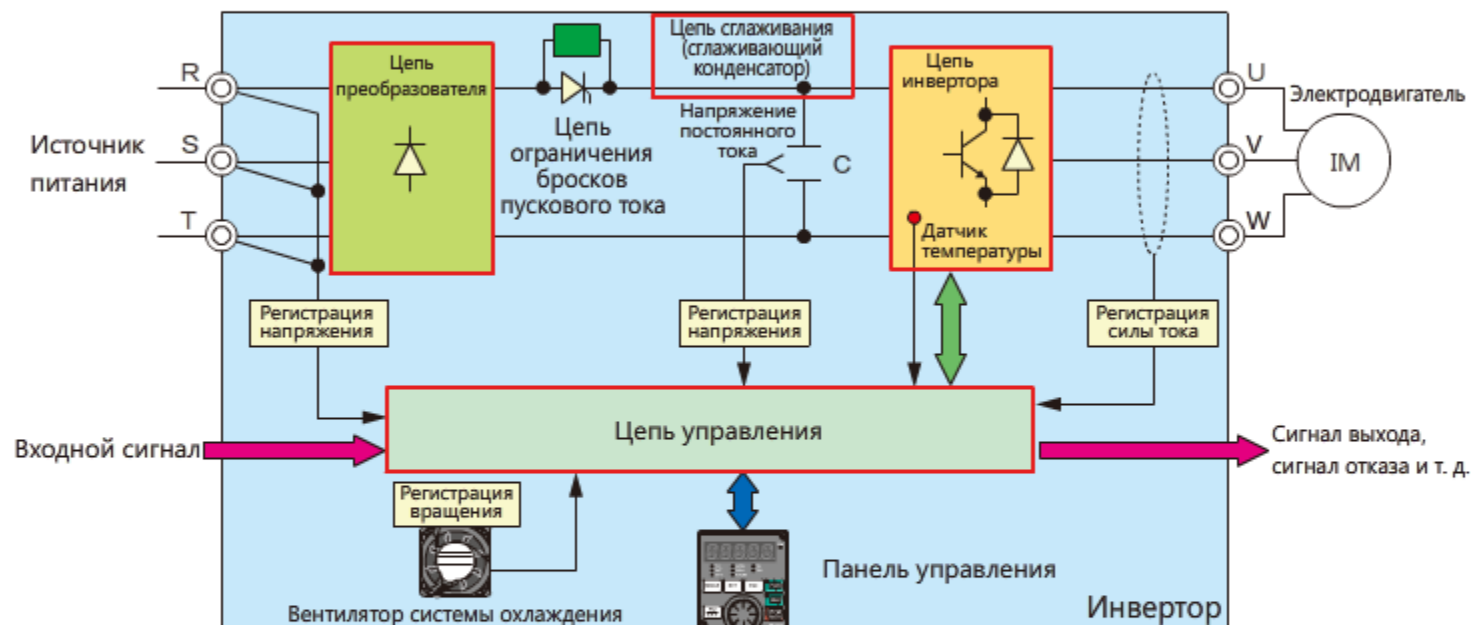 Цепь
преобразователя
Цепь сглаживания
(сглаживающий
конденсатор)
Цепь
инвертора
R
U
Электродвигатель
Напряжение
постоянного
тока
Цепь
ограничения
бросков
пускового тока
Источник
питания
S
C
V
IM
T
W
Датчик
температуры
Регистрация
напряжения
Регистрация
напряжения
Регистрация
силы тока
Цепь управления
Входной сигнал
Сигнал выхода,
сигнал отказа и т. д.
Регистрация
вращения
Панель управления
Вентилятор системы охлаждения
Инвертор